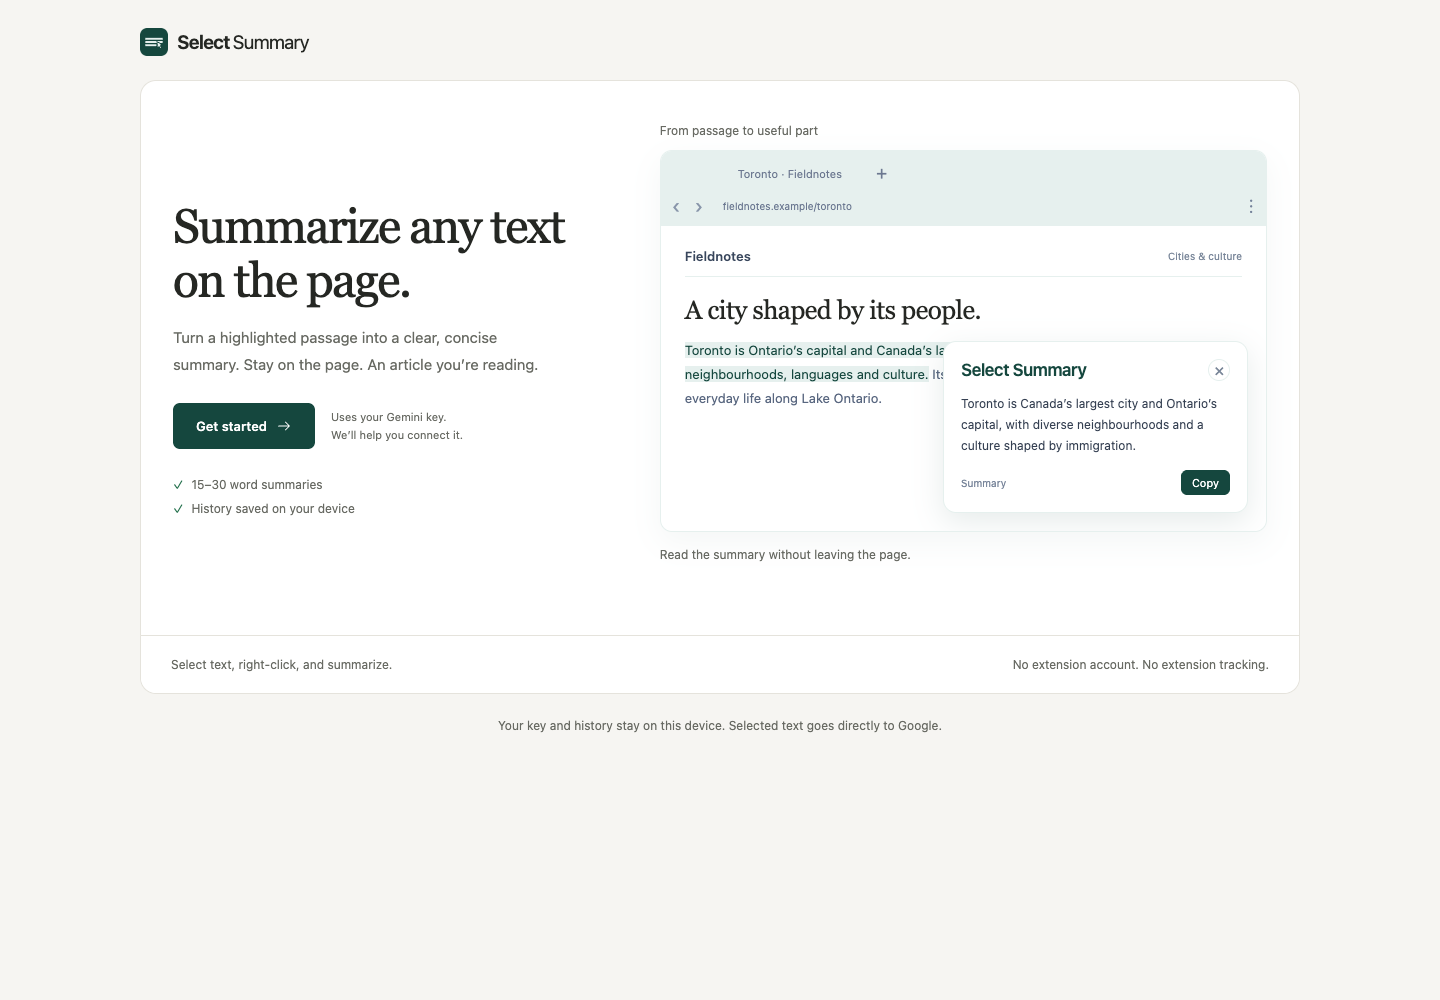 Select Summary
Summarize any text
on the page.
Turn a highlighted passage into a clear, concise
summary. Stay on the page. An article you’re reading.
Get started →
Uses your Gemini key.
We’ll help you connect it.
✓ 15–30 word summaries
✓ History saved on your device
From passage to useful part
Toronto · Fieldnotes +
fieldnotes.example/toronto
Fieldnotes
Cities & culture
A city shaped by its people.
Toronto is Ontario’s capital and Canada’s
neighbourhoods, languages and culture. Its
everyday life along Lake Ontario.
Select Summary
Toronto is Canada’s largest city and Ontario’s
capital, with diverse neighbourhoods and a
culture shaped by immigration.
Summary
Copy
Read the summary without leaving the page.
Select text, right-click, and summarize.
No extension account. No extension tracking.
Your key and history stay on this device. Selected text goes directly to Google.